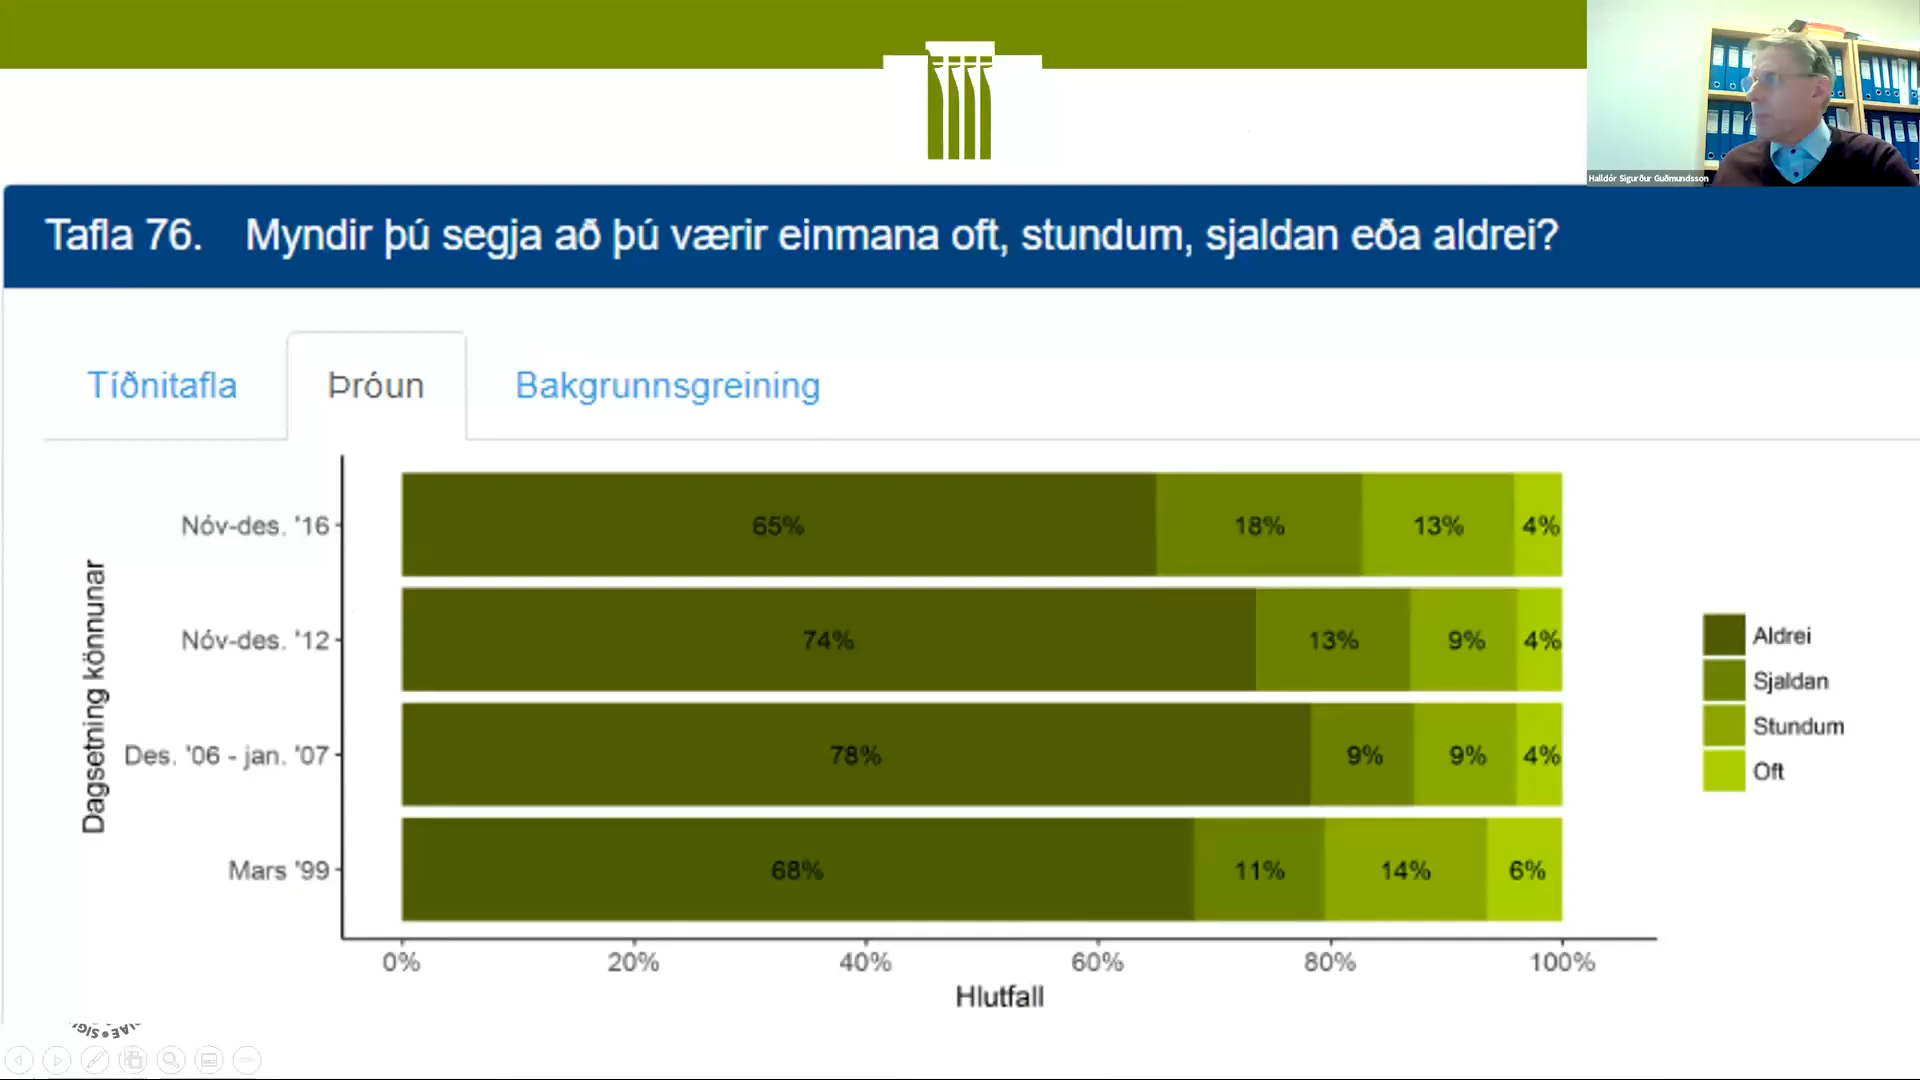 Halldór Sigurður Guðmundsson
Tafla 76. Myndir þú segja að þú værir einmana oft, stundum, sjaldan eða aldrei?
Tíðnitafla
Þróun
Bakgrunnsgreining
Dagsetning könnunar
Nóv-des. '16
65%
18%
13%
4%
Nóv-des. '12
74%
13%
9%
4%
Des. '06 - jan. '07
78%
9%
9%
4%
Mars '99
68%
11%
14%
6%
0%
20%
40%
60%
80%
100%
Hlutfall
Aldrei
Sjaldan
Stundum
Oft